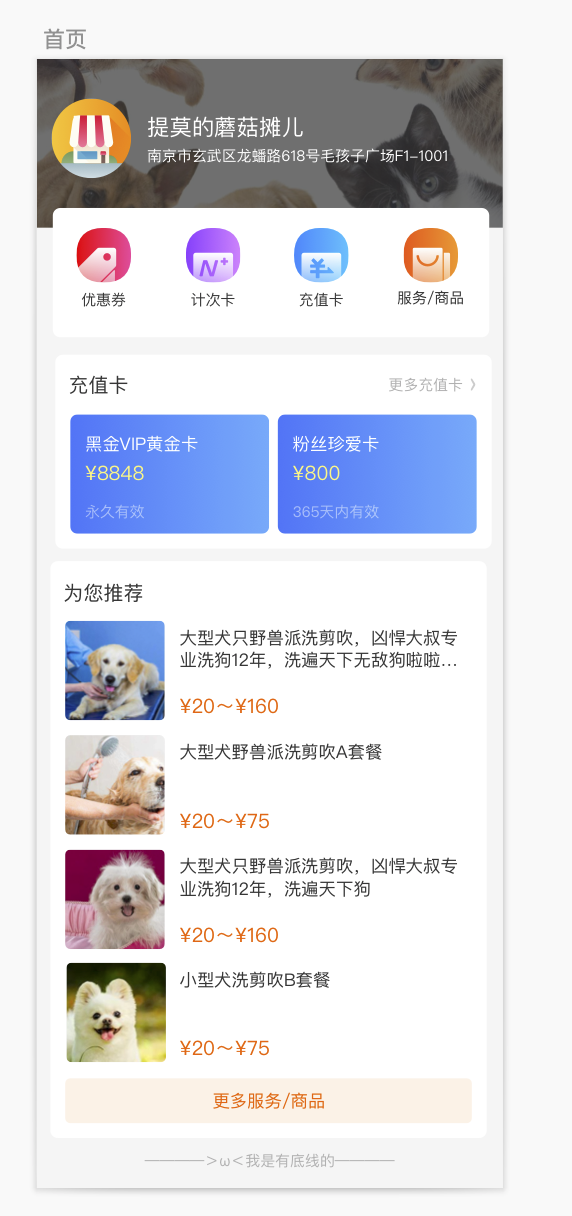 首页
提莫的蘑菇摊儿
南京市玄武区龙蟠路618号毛孩子广场F1-1001
优惠券
计次卡
充值卡
服务/商品
充值卡
更多充值卡 〉
黑金VIP黄金卡
¥8848
永久有效
粉丝珍爱卡
¥800
365天内有效
为您推荐
大型犬只野兽派洗剪吹，凶悍大叔专
业洗狗12年，洗遍天下无敌狗啦啦...
¥20～¥160
大型犬野兽派洗剪吹A套餐
¥20～¥75
大型犬只野兽派洗剪吹，凶悍大叔专
业洗狗12年，洗遍天下狗
¥20～¥160
小型犬洗剪吹B套餐
¥20～¥75
更多服务/商品
————＞ω＜我是有底线的————